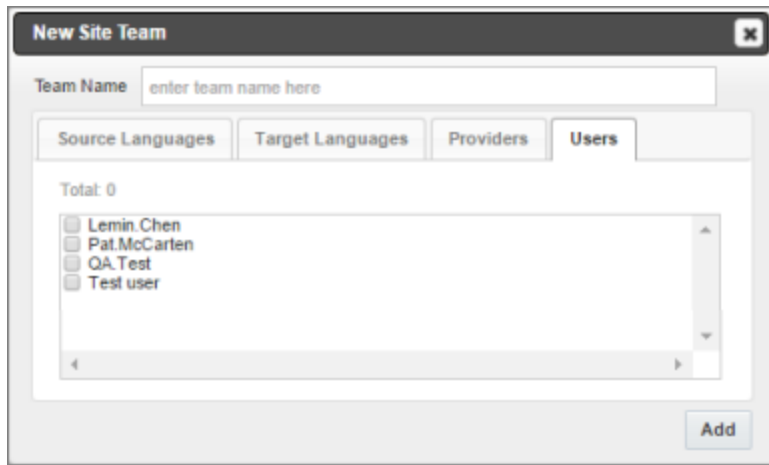 New Site Team
Team Name enter team name here
Source Languages Target Languages Providers Users
Total: 0
Lemin.Chen
Pat.McCarten
QA.Test
Test user
Add